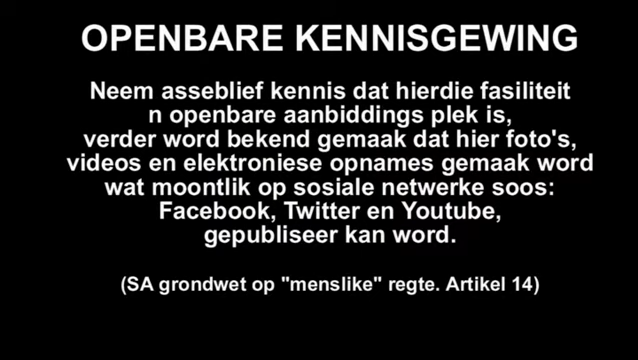 OPENBARE KENNISGEWING
Neem asseblief kennis dat hierdie fasiliteit
n openbare aanbiddings plek is,
verder word bekend gemaak dat hier foto's,
videos en elektroniese opnames gemaak word
wat moontlik op sosiale netwerke soos:
Facebook, Twitter en Youtube,
gepubliseer kan word.
(SA grondwet op "menslike" regte. Artikel 14)